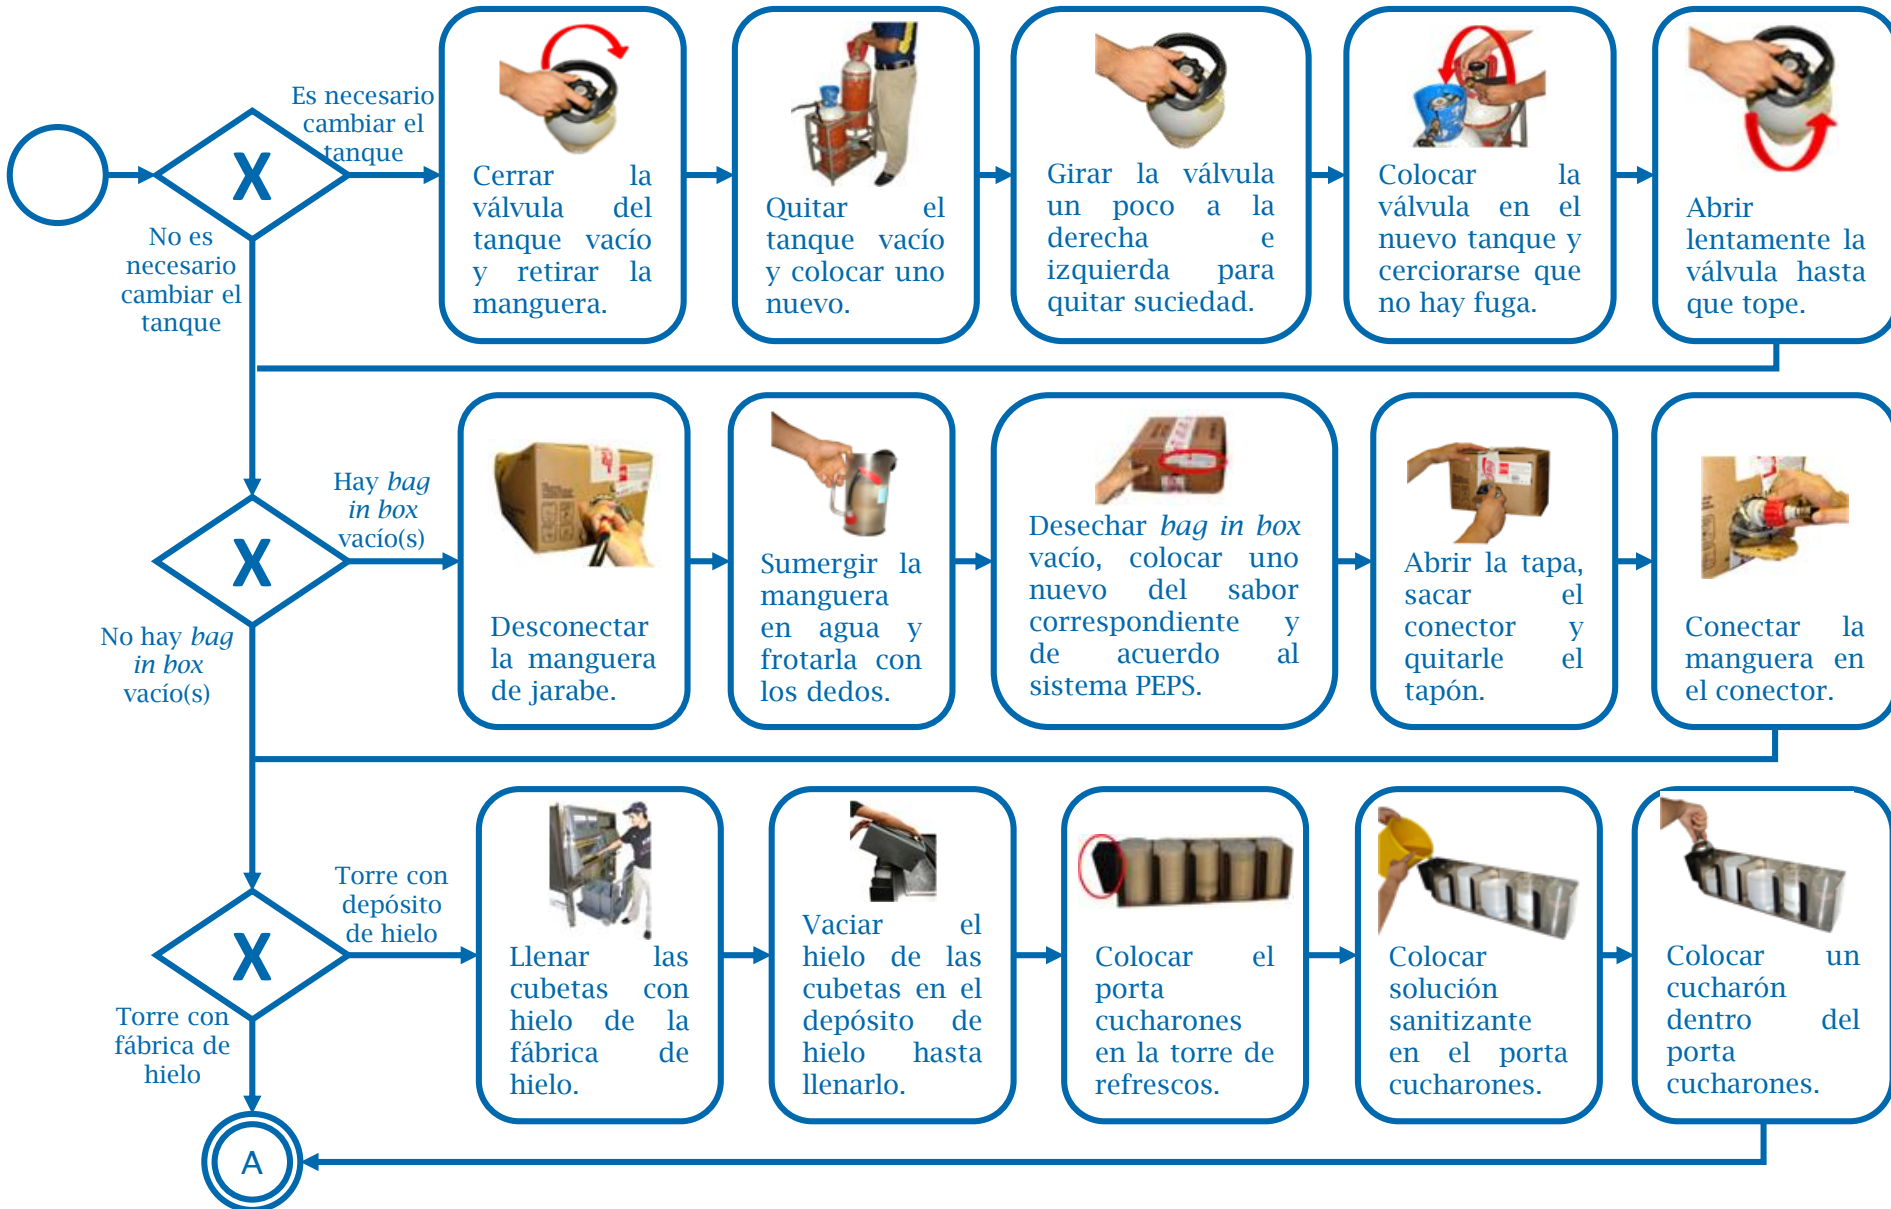 Es necesario
cambiar el
tanque
No es
necesario
cambiar el
tanque
Cerrar la
válvula del
tanque vacío
y retirar la
manguera.
Quitar el
tanque vacío
y colocar uno
nuevo.
Girar la válvula
un poco a la
derecha e
izquierda para
quitar suciedad.
Colocar la
válvula en el
nuevo tanque y
cerciorarse que
no hay fuga.
Abrir
lentamente la
válvula hasta
que tope.
Hay bag
in box
vacío(s)
No hay bag
in box
vacío(s)
Desconectar
la manguera
de jarabe.
Sumergir la
manguera
en agua y
frotarla con
los dedos.
Desechar bag in box
vacío, colocar uno
nuevo del sabor
correspondiente y
de acuerdo al
sistema PEPS.
Abrir la tapa,
sacar el
conector y
quitarle el
tapón.
Conectar la
manguera en
el conector.
Torre con
depósito
de hielo
Torre con
fábrica de
hielo
Llenar las
cubetas con
hielo de la
fábrica de
hielo.
Vaciar el
hielo de las
cubetas en el
depósito de
hielo hasta
llenarlo.
Colocar el
porta
cucharones
en la torre de
refrescos.
Colocar
solución
sanitizante
en el porta
cucharones.
Colocar un
cucharón
dentro del
porta
cucharones.
X
X
X
A